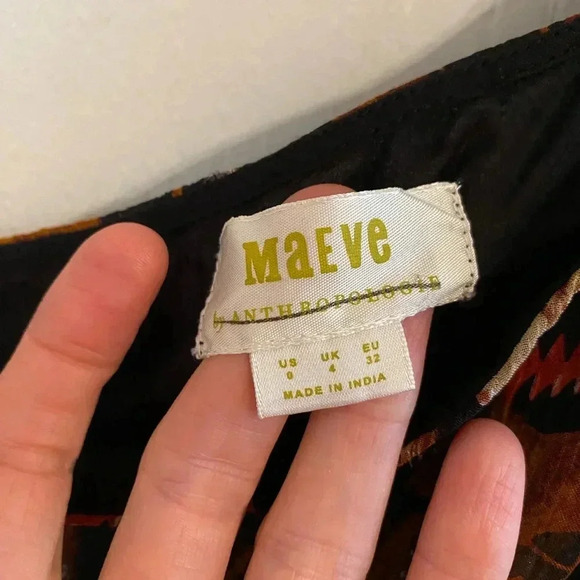 MaEVe
by ANTHROPOLOGIE
US UK EU
0 4 32
MADE IN INDIA